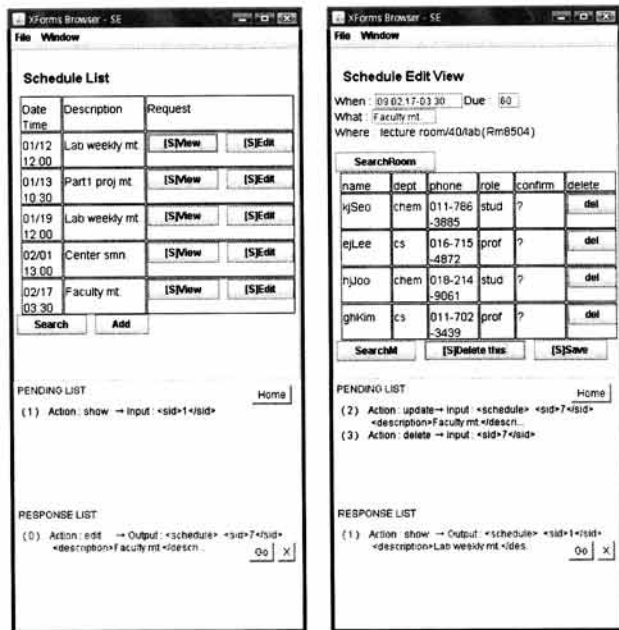 XForms Browser - SE
File Window
Schedule List
Date Time Description Request
01/12 12:00 Lab weekly mt. [S]View [S]Edit
01/13 10:30 Part1 proj mt. [S]View [S]Edit
01/19 12:00 Lab weekly mt. [S]View [S]Edit
02/01 13:00 Center smn. [S]View [S]Edit
02/17 03:30 Faculty mt. [S]View [S]Edit
Search Add
PENDING LIST
Home
(1) Action : show → Input : <sid>1</sid>
RESPONSE LIST
(0) Action : edit → Output : <schedule> <sid>7</sid>
<description>Faculty mt.</descri...
Go X
XForms Browser - SE
File Window
Schedule Edit View
When : 09.02.17-03:30 Due : 60
What : Faculty mt.
Where lecture room/40/lab(Rm8504)
SearchRoom
name dept phone role confirm delete
kjSeo chem 011-786-3885 stud ? del
ejLee cs 016-715-4872 prof ? del
hjJoo chem 018-214-9061 stud ? del
ghKim cs 011-702-3439 prof ? del
SearchM [S]Delete this [S]Save
PENDING LIST
Home
(2) Action : update→ Input : <schedule> <sid>7</sid>
<description>Faculty mt.</descri...
(3) Action : delete → Input : <sid>7</sid>
RESPONSE LIST
(1) Action : show → Output : <schedule> <sid>1</sid>
<description>Lab weekly mt.</des...
Go X